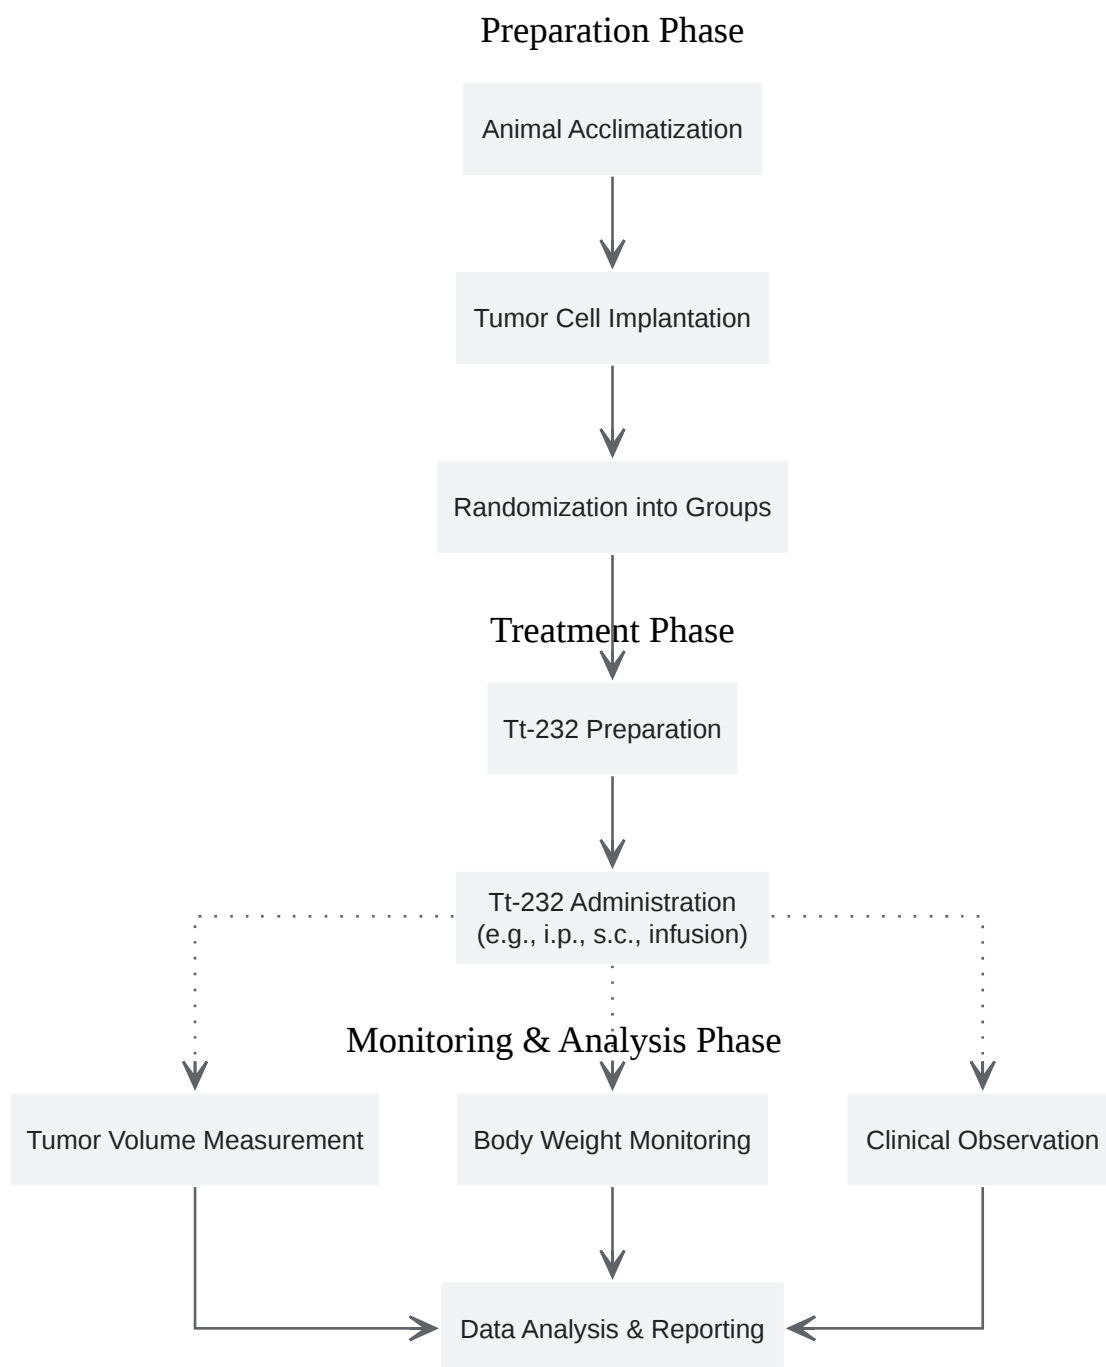 Preparation Phase
Animal Acclimatization
Tumor Cell Implantation
Randomization into Groups
Treatment Phase
Tt-232 Preparation
Tt-232 Administration
(e.g., i.p., s.c., infusion)
Monitoring & Analysis Phase
Tumor Volume Measurement
Body Weight Monitoring
Clinical Observation
Data Analysis & Reporting